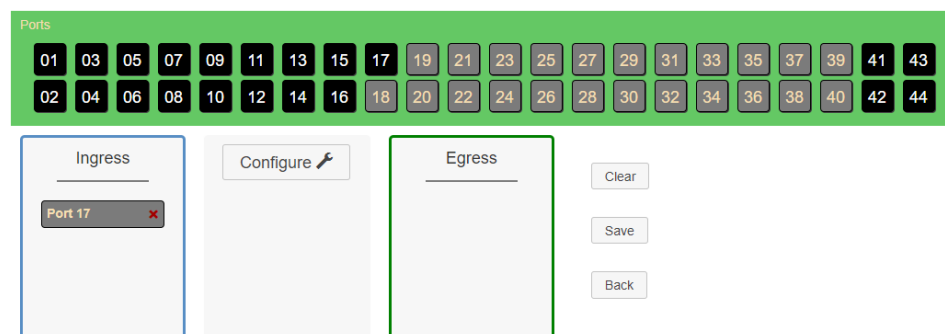 Ports
01 03 05 07 09 11 13 15 17 19 21 23 25 27 29 31 33 35 37 39 41 43
02 04 06 08 10 12 14 16 18 20 22 24 26 28 30 32 34 36 38 40 42 44
Ingress Configure Egress
Clear
Port 17
Save
Back